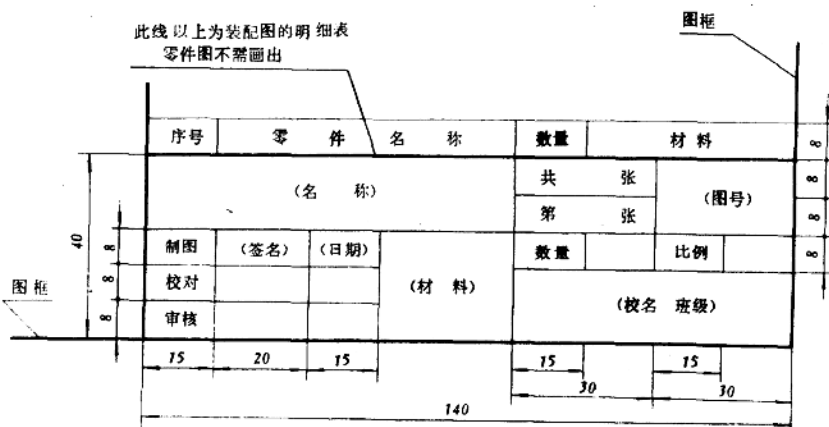 此线以上为装配图的明细表
零件图不需画出
图框
序号 零件名称 数量 材料
8
(名 称) 共 张 (图号)
8
第 张
8
40
8 制图 (签名) (日期) (材 料) 数量 比例 8
8 校对
(校名 班级)
图框
8 审核
15 20 15 15 15
30 30
140